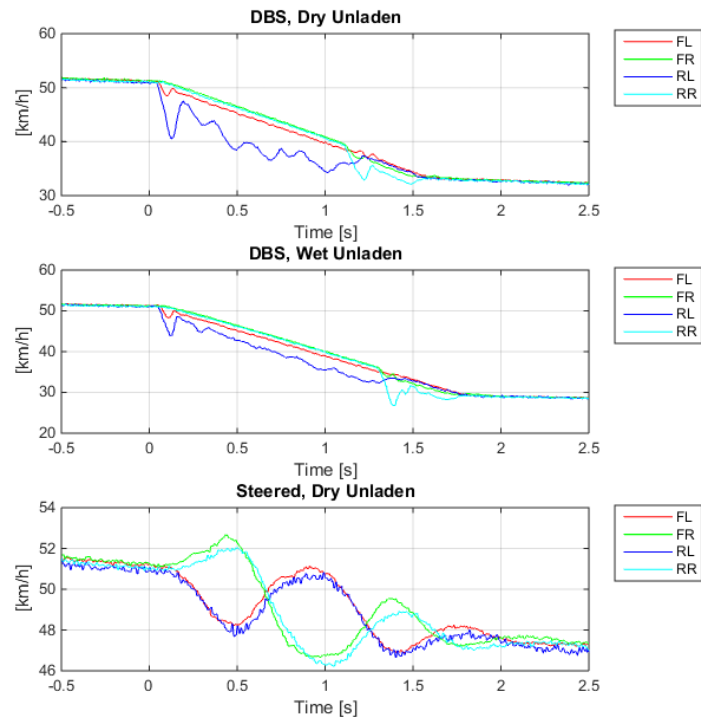 DBS, Dry Unladen
60
50
40
30
[km/h]
-0.5 0 0.5 1 1.5 2 2.5
Time [s]
FL
FR
RL
RR
DBS, Wet Unladen
60
50
40
30
20
[km/h]
-0.5 0 0.5 1 1.5 2 2.5
Time [s]
FL
FR
RL
RR
Steered, Dry Unladen
54
52
50
48
46
[km/h]
-0.5 0 0.5 1 1.5 2 2.5
Time [s]
FL
FR
RL
RR